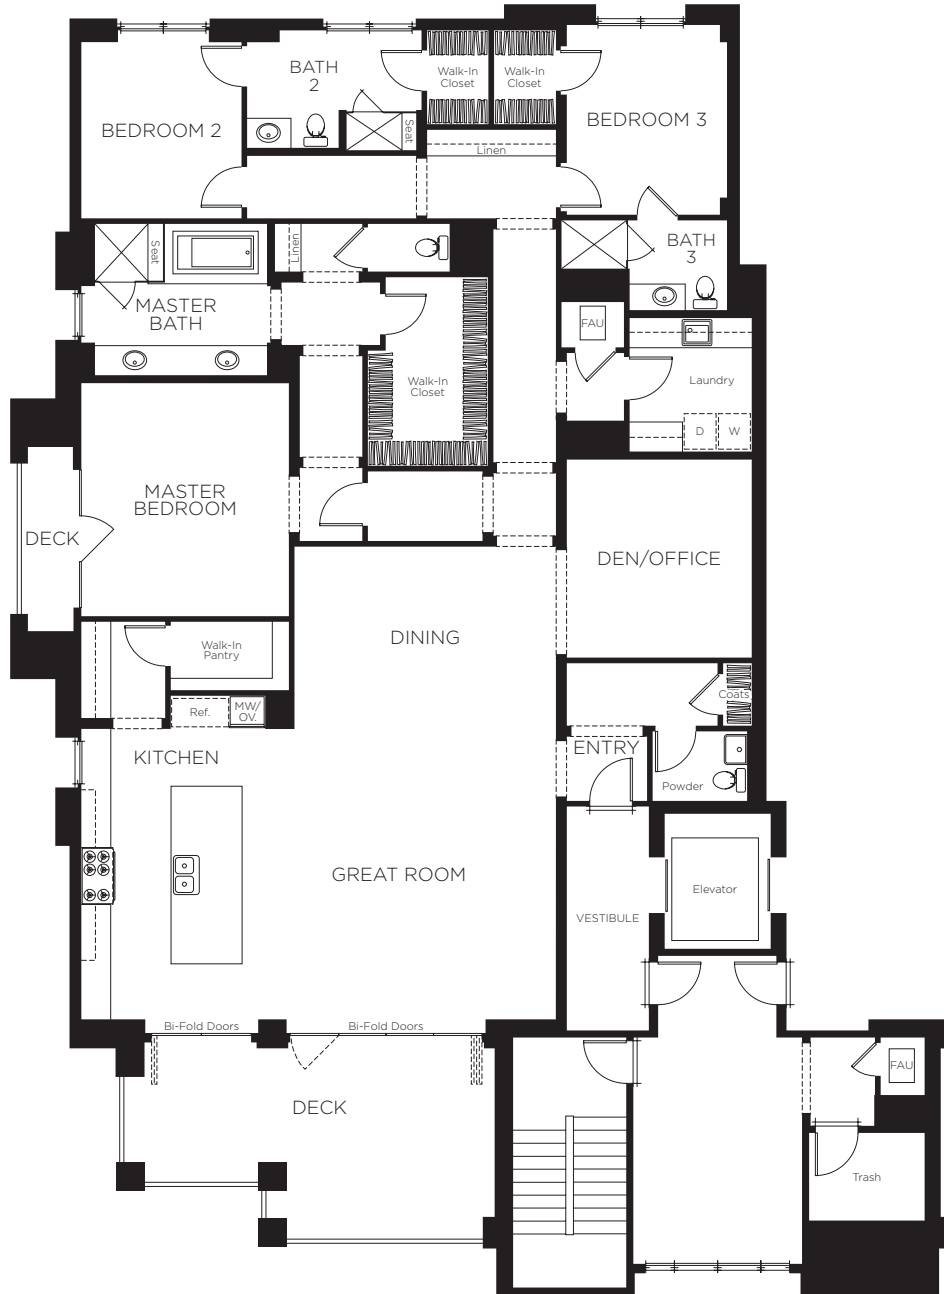 Walk-In
Closet
Walk-In
Closet
BATH
2
BEDROOM 2
Seat
BEDROOM 3
Linen
Linen
Seat
BATH
3
MASTER
BATH
FAU
Walk-In
Closet
Laundry
D
W
MASTER
BEDROOM
DECK
DEN/OFFICE
DINING
Walk-In
Pantry
Coats
Ref.
MW/
OV.
ENTRY
KITCHEN
Powder
GREAT ROOM
Elevator
VESTIBULE
Bi-Fold Doors
Bi-Fold Doors
FAU
DECK
Trash